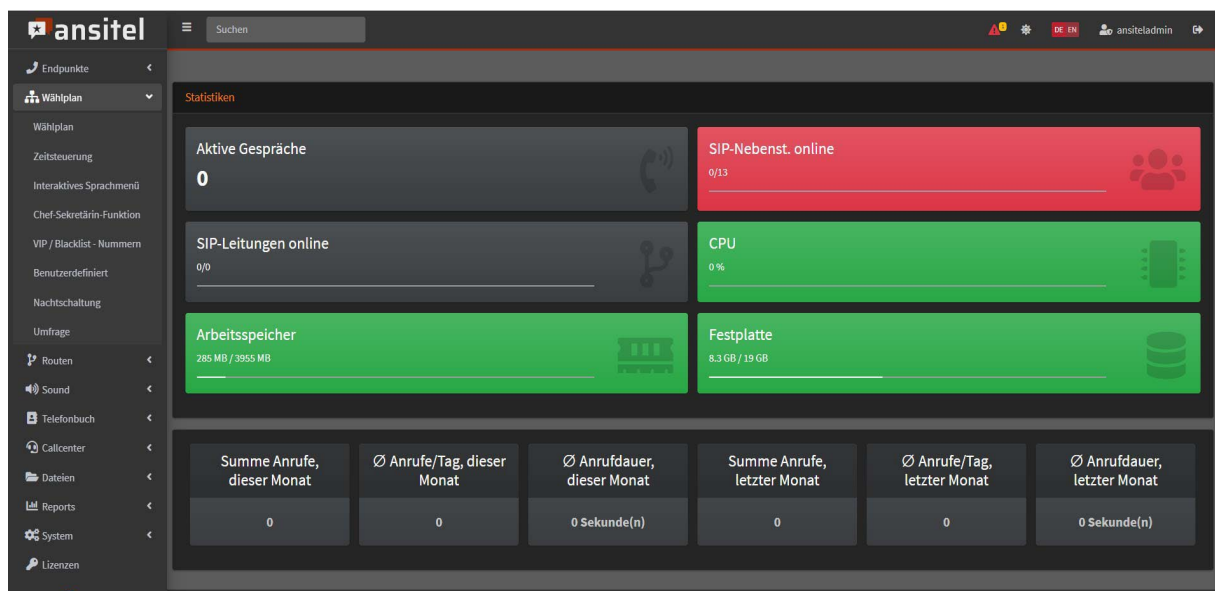 ansitel
Suchen
1
DE EN
ansiteladmin
Endpunkte
Wählplan
Wählplan
Zeitsteuerung
Interaktives Sprachmenü
Chef-Sekretärin-Funktion
VIP / Blacklist - Nummern
Benutzerdefiniert
Nachtschaltung
Umfrage
Routen
Sound
Telefonbuch
Callcenter
Dateien
Reports
System
Lizenzen
Statistiken
Aktive Gespräche
0
SIP-Nebenst. online
0/13
SIP-Leitungen online
0/0
CPU
0 %
Arbeitsspeicher
285 MB / 3955 MB
Festplatte
8.3 GB / 19 GB
Summe Anrufe,
dieser Monat
0
Ø Anrufe/Tag, dieser
Monat
0
Ø Anrufdauer,
dieser Monat
0 Sekunde(n)
Summe Anrufe,
letzter Monat
0
Ø Anrufe/Tag,
letzter Monat
0
Ø Anrufdauer,
letzter Monat
0 Sekunde(n)